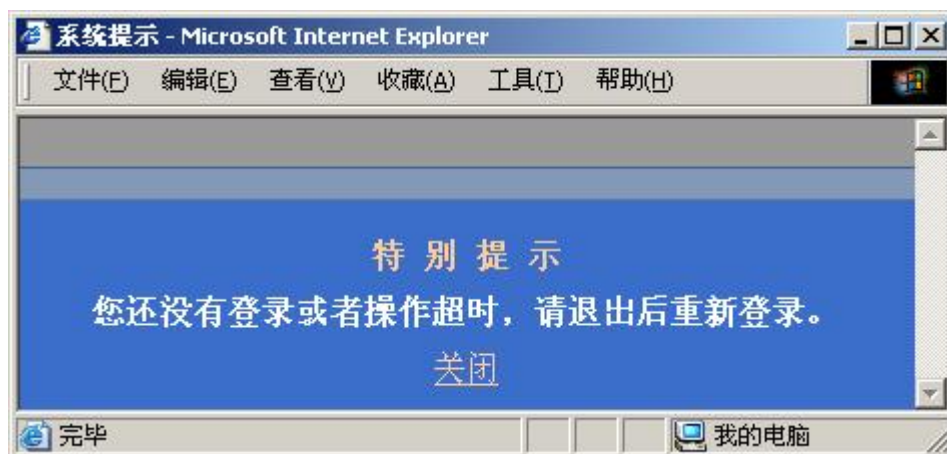 系统提示 - Microsoft Internet Explorer
文件(F) 编辑(E) 查看(V) 收藏(A) 工具(T) 帮助(H)
特 别 提 示
您还没有登录或者操作超时，请退出后重新登录。
关闭
完毕 我的电脑